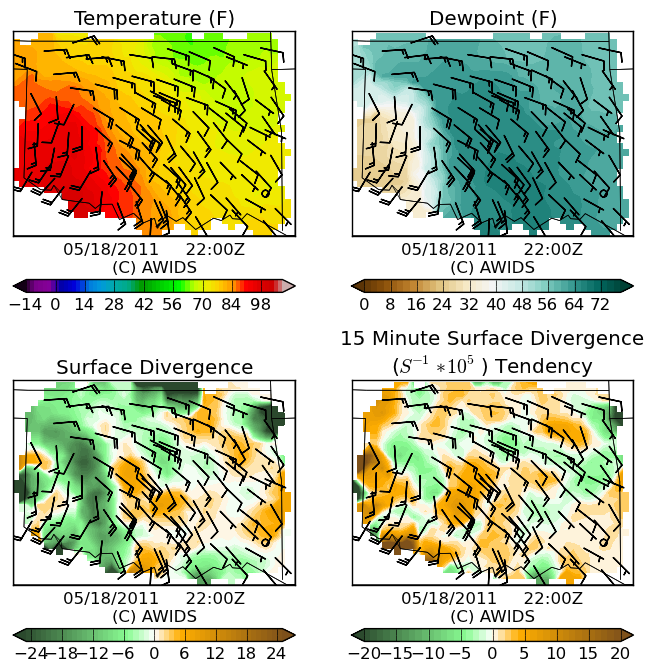 Temperature (F)
Dewpoint (F)
05/18/2011 22:00Z
(C) AWIDS
05/18/2011 22:00Z
(C) AWIDS
−14 0 14 28 42 56 70 84 98
0 8 16 24 32 40 48 56 64 72
Surface Divergence
15 Minute Surface Divergence
(S⁻¹ *10⁵ ) Tendency
05/18/2011 22:00Z
(C) AWIDS
05/18/2011 22:00Z
(C) AWIDS
−24 −18 −12 −6 0 6 12 18 24
−20 −15 −10 −5 0 5 10 15 20